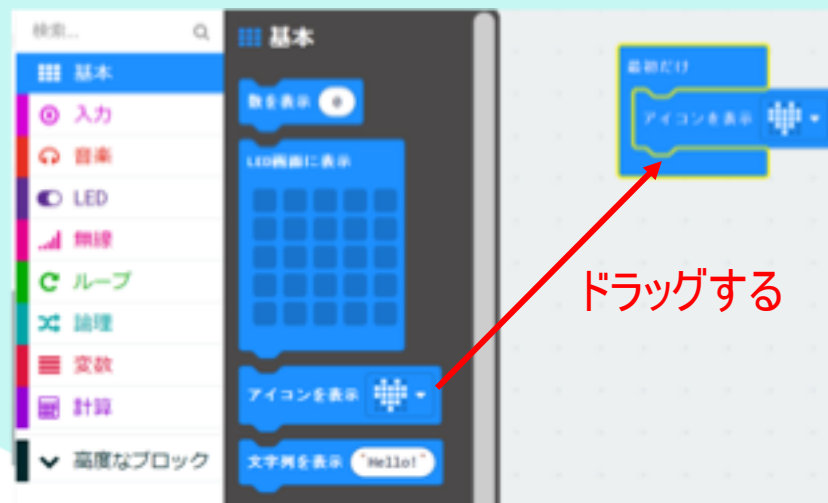 検索...
基本
入力
音楽
LED
無線
ループ
論理
変数
計算
高度なブロック
基本
数を表示 0
LED画面に表示
アイコンを表示
文字列を表示 "Hello!"
最初だけ
アイコンを表示
ドラッグする